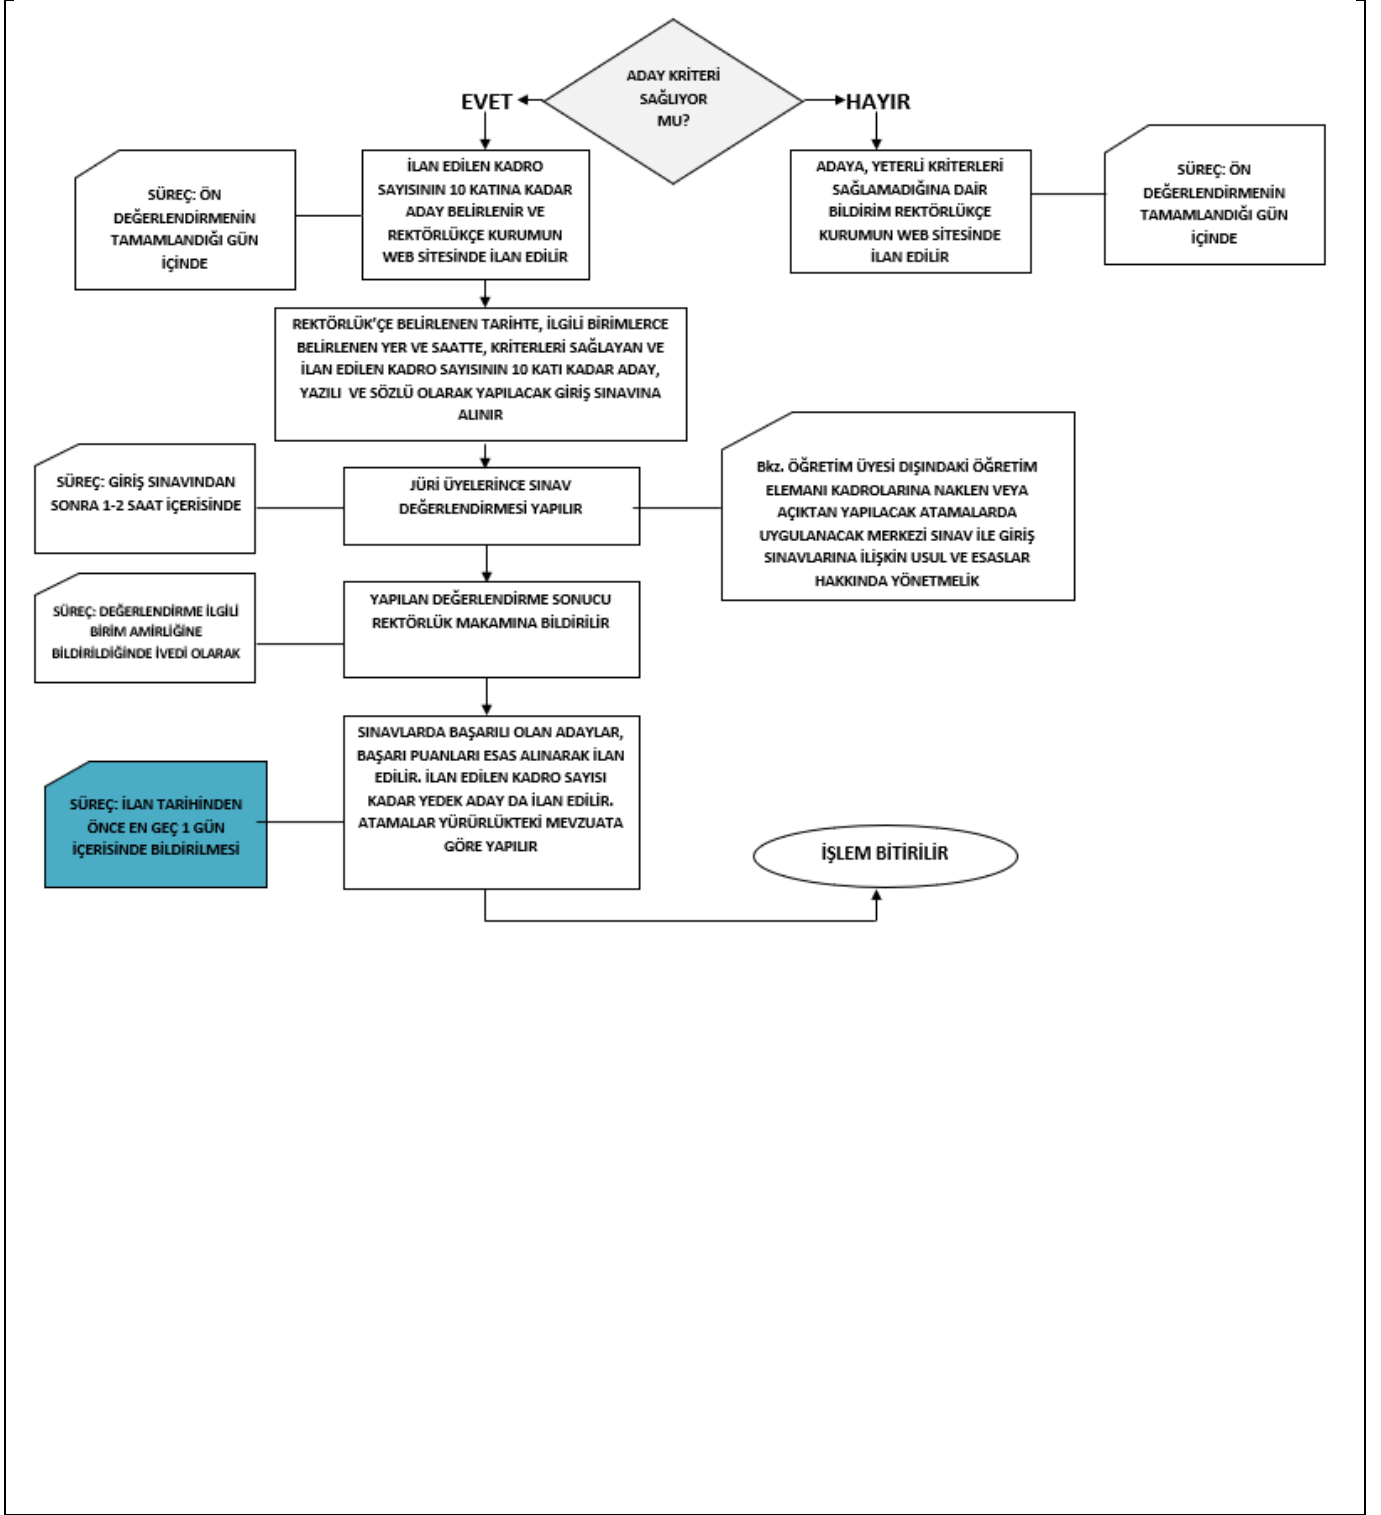 ADAY KRİTERİ
SAĞLIYOR
MU?
EVET
HAYIR
SÜREÇ: ÖN
DEĞERLENDİRMENİN
TAMAMLANDIĞI GÜN
İÇİNDE
İLAN EDİLEN KADRO
SAYISININ 10 KATINA KADAR
ADAY BELİRLENİR VE
REKTÖRLÜKÇE KURUMUN
WEB SİTESİNDE İLAN EDİLİR
ADAYA, YETERLİ KRİTERLERİ
SAĞLAMADIĞINA DAİR
BİLDİRİM REKTÖRLÜKÇE
KURUMUN WEB SİTESİNDE
İLAN EDİLİR
SÜREÇ: ÖN
DEĞERLENDİRMENİN
TAMAMLANDIĞI GÜN
İÇİNDE
REKTÖRLÜK'ÇE BELİRLENEN TARİHTE, İLGİLİ BİRİMLERCE
BELİRLENEN YER VE SAATTE, KRİTERLERİ SAĞLAYAN VE
İLAN EDİLEN KADRO SAYISININ 10 KATI KADAR ADAY,
YAZILI VE SÖZLÜ OLARAK YAPILACAK GİRİŞ SINAVINA
ALINIR
SÜREÇ: GİRİŞ SINAVINDAN
SONRA 1-2 SAAT İÇERİSİNDE
JÜRİ ÜYELERİNCE SINAV
DEĞERLENDİRMESİ YAPILIR
Bkz. ÖĞRETİM ÜYESİ DIŞINDAKİ ÖĞRETİM
ELEMANI KADROLARINA NAKLEN VEYA
AÇIKTAN YAPILACAK ATAMALARDA
UYGULANACAK MERKEZİ SINAV İLE GİRİŞ
SINAVLARINA İLİŞKİN USUL VE ESASLAR
HAKKINDA YÖNETMELİK
SÜREÇ: DEĞERLENDİRME İLGİLİ
BİRİM AMİRLİĞİNE
BİLDİRİLDİĞİNDE İVEDİ OLARAK
YAPILAN DEĞERLENDİRME SONUCU
REKTÖRLÜK MAKAMINA BİLDİRİLİR
SINAVLARDA BAŞARILI OLAN ADAYLAR,
BAŞARI PUANLARI ESAS ALINARAK İLAN
EDİLİR. İLAN EDİLEN KADRO SAYISI
KADAR YEDEK ADAY DA İLAN EDİLİR.
ATAMALAR YÜRÜRLÜKTEKİ MEVZUATA
GÖRE YAPILIR
SÜREÇ: İLAN TARİHİNDEN
ÖNCE EN GEÇ 1 GÜN
İÇERİSİNDE BİLDİRİLMESİ
İŞLEM BİTİRİLİR